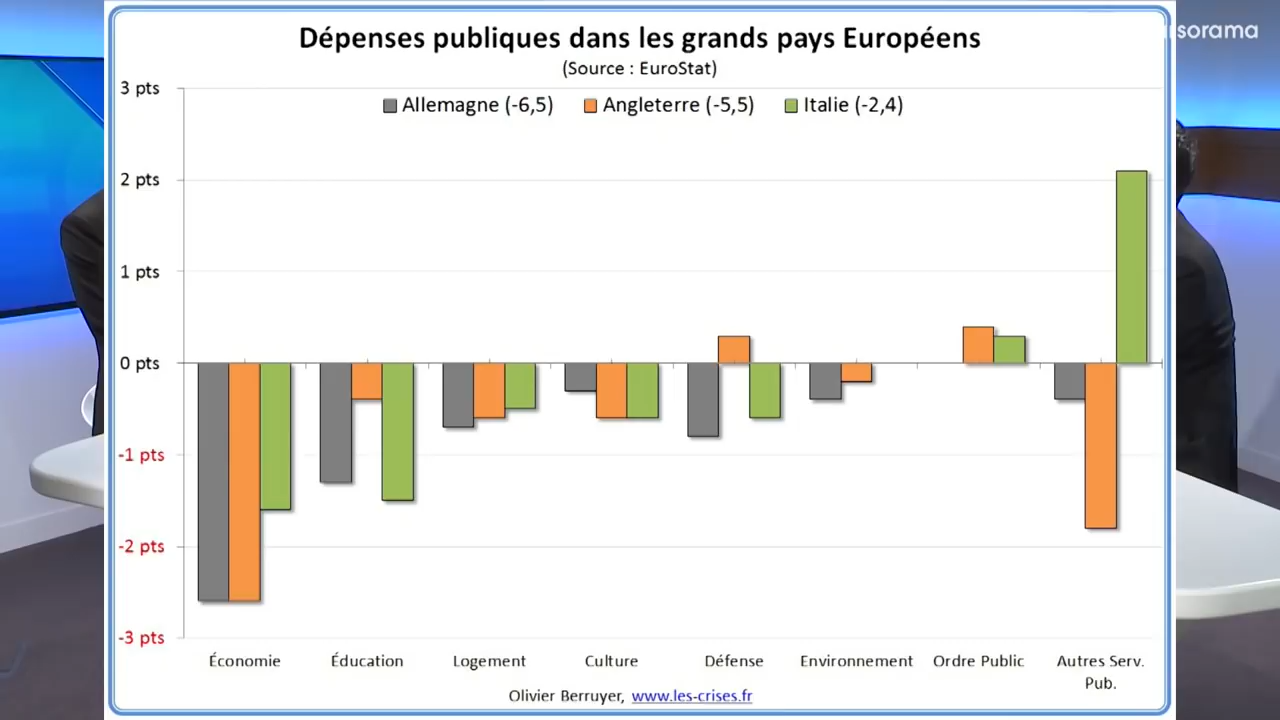 Dépenses publiques dans les grands pays Européens
(Source : EuroStat)
3 pts
Allemagne (-6,5) Angleterre (-5,5) Italie (-2,4)
2 pts
1 pts
0 pts
-1 pts
-2 pts
-3 pts
Économie Éducation Logement Culture Défense Environnement Ordre Public Autres Serv. Pub.
Olivier Berruyer, www.les-crises.fr